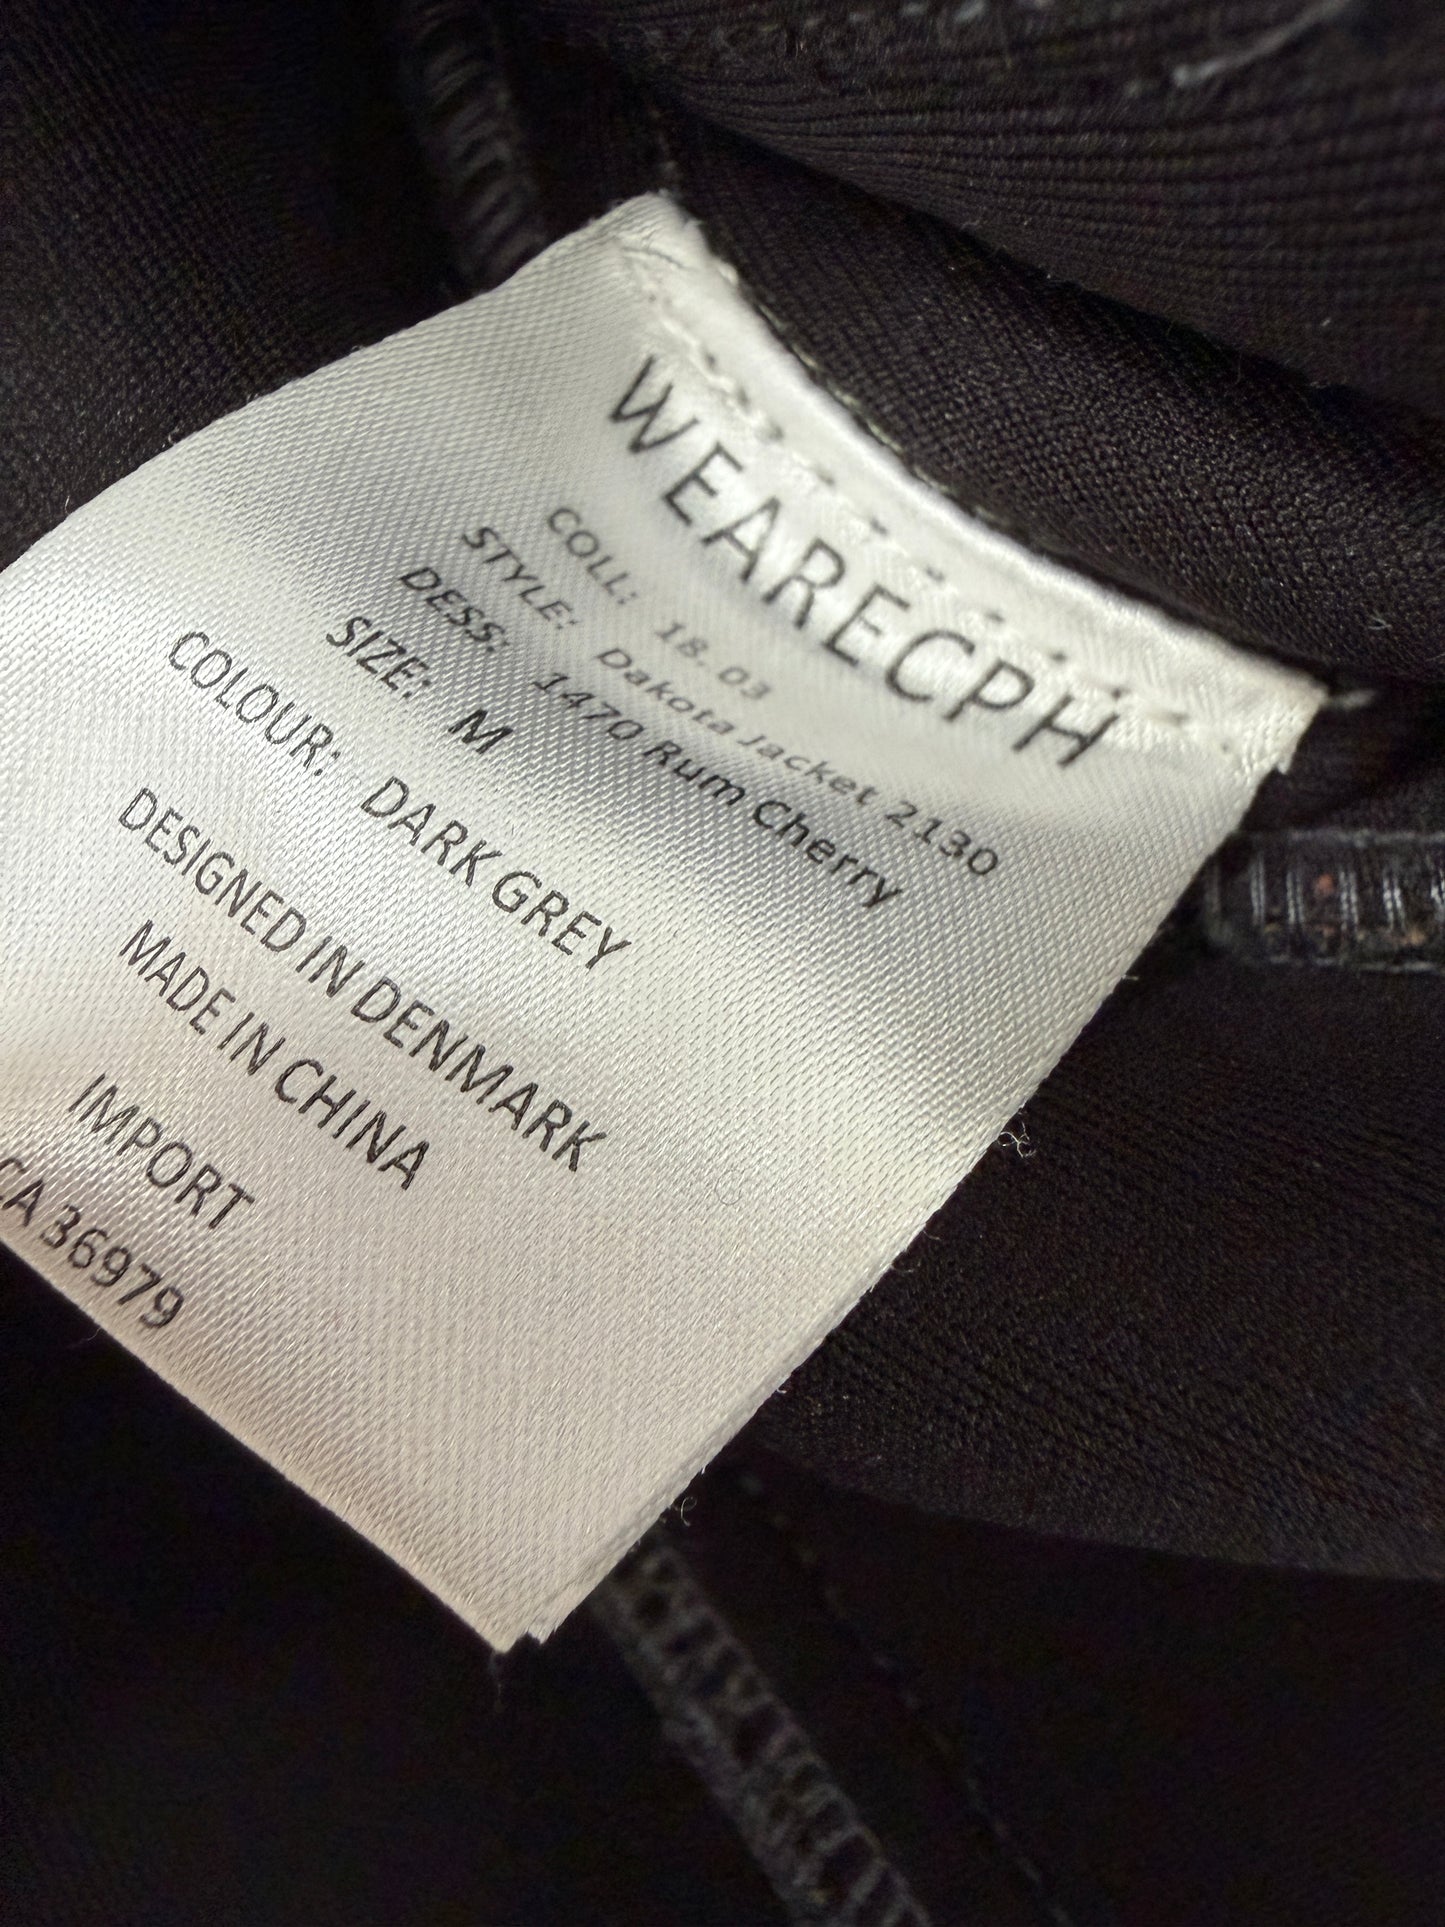 WEARECPH
COLL: 18.03
STYLE: Dakota Jacket 2130
DESS: 1470 Rum Cherry
SIZE: M
COLOUR: DARK GREY
DESIGNED IN DENMARK
MADE IN CHINA
IMPORT
CA 36979